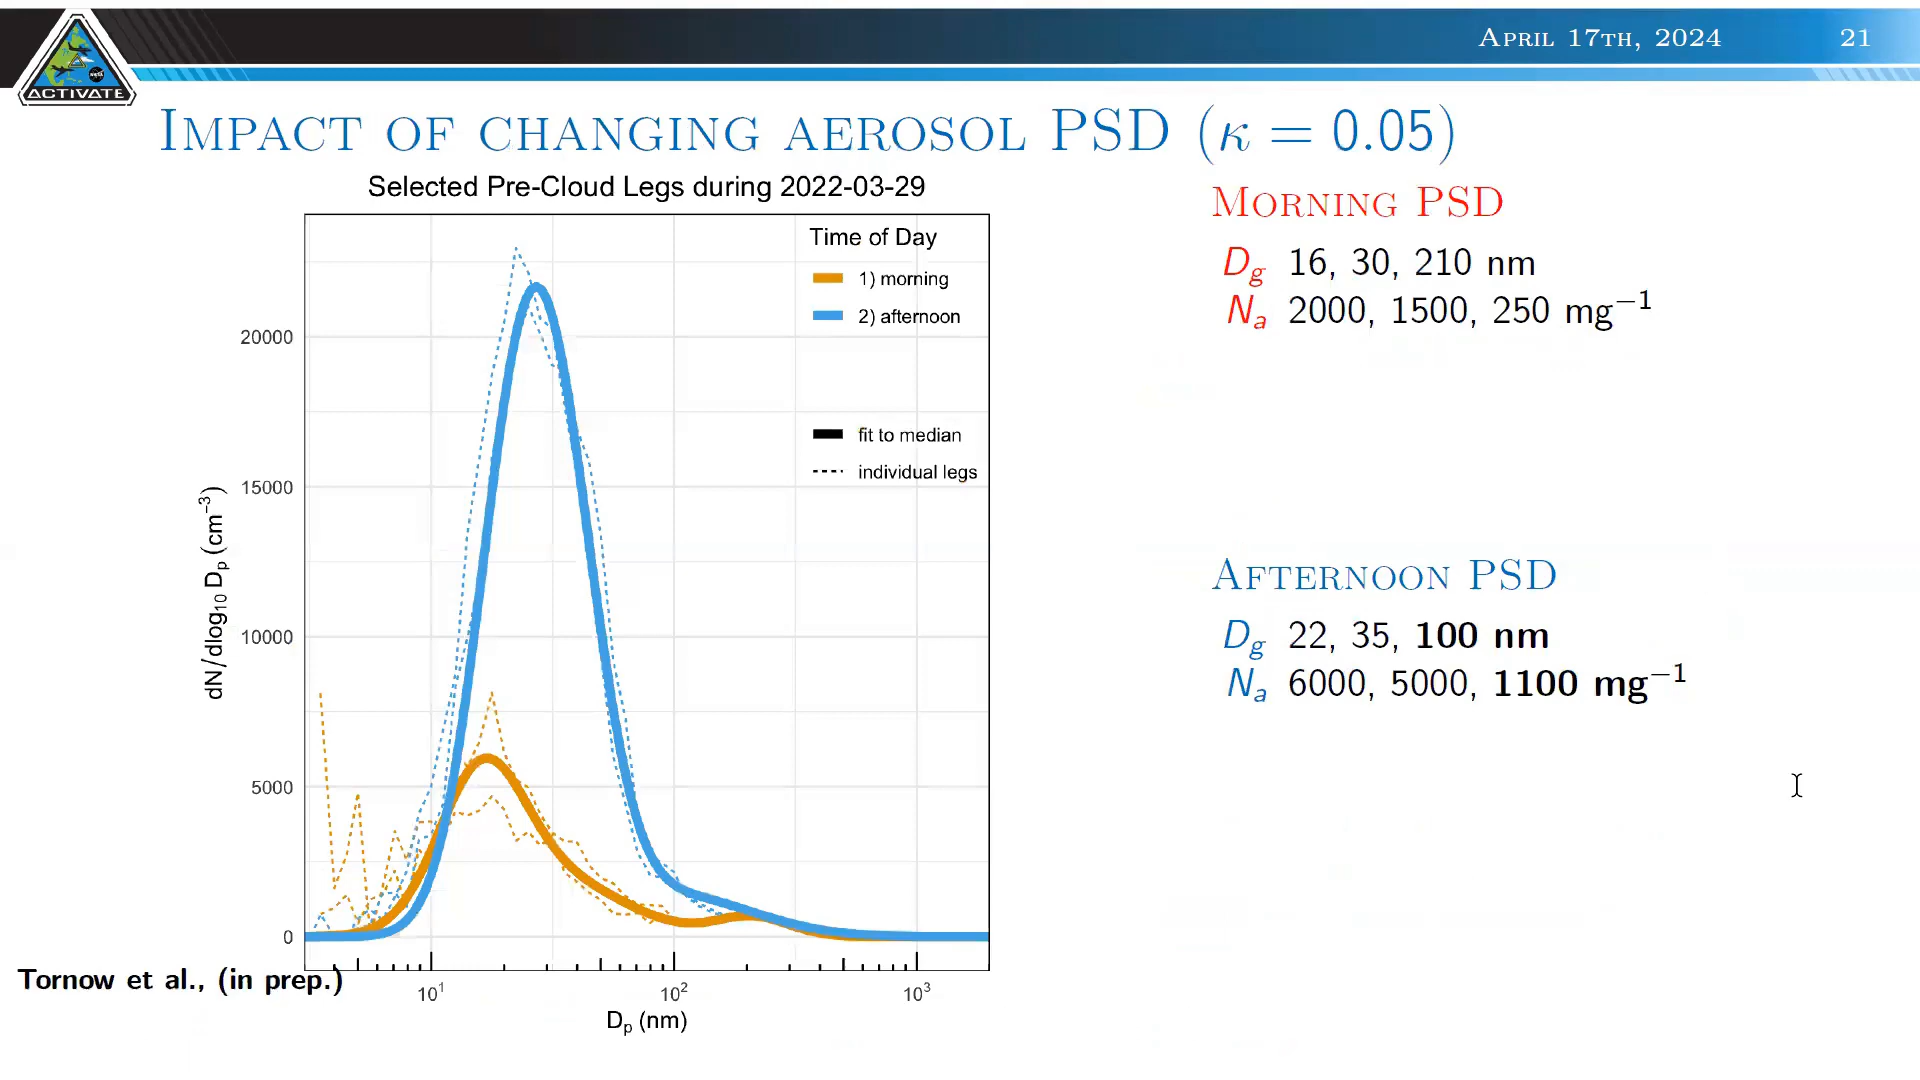 APRIL 17TH, 2024 21
ACTIVATE
IMPACT OF CHANGING AEROSOL PSD (κ = 0.05)
Selected Pre-Cloud Legs during 2022-03-29
Time of Day
1) morning
2) afternoon
fit to median
individual legs
dN/dlog₁₀ Dₚ (cm⁻³)
20000
15000
10000
5000
0
10¹ 10² 10³
Dₚ (nm)
Tornow et al., (in prep.)
MORNING PSD
D_g 16, 30, 210 nm
Nₐ 2000, 1500, 250 mg⁻¹
AFTERNOON PSD
D_g 22, 35, 100 nm
Nₐ 6000, 5000, 1100 mg⁻¹